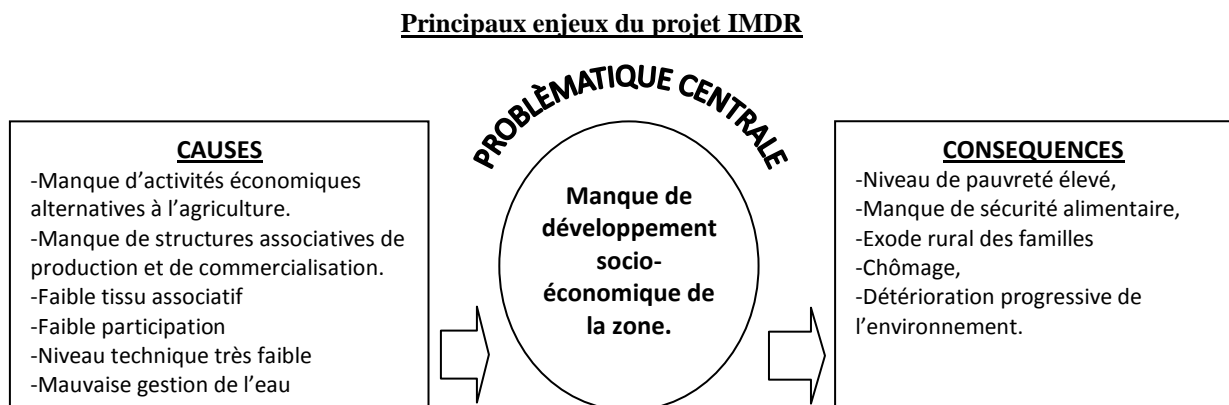 Principaux enjeux du projet IMDR
CAUSES
-Manque d'activités économiques
alternatives à l'agriculture.
-Manque de structures associatives de
production et de commercialisation.
-Faible tissu associatif
-Faible participation
-Niveau technique très faible
-Mauvaise gestion de l'eau
PROBLÈMATIQUE CENTRALE
Manque de
développement
socio-
économique de
la zone.
CONSEQUENCES
-Niveau de pauvreté élevé,
-Manque de sécurité alimentaire,
-Exode rural des familles
-Chômage,
-Détérioration progressive de
l'environnement.